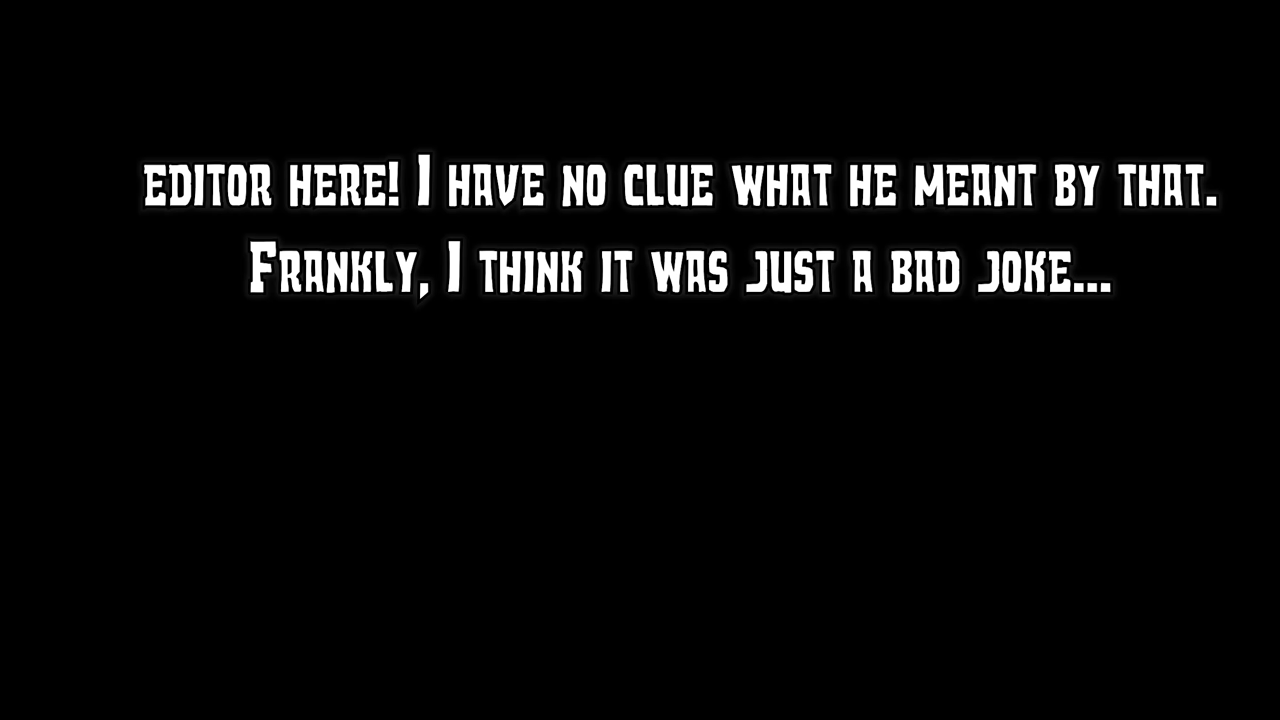 editor here! I have no clue what he meant by that.
Frankly, I think it was just a bad joke...